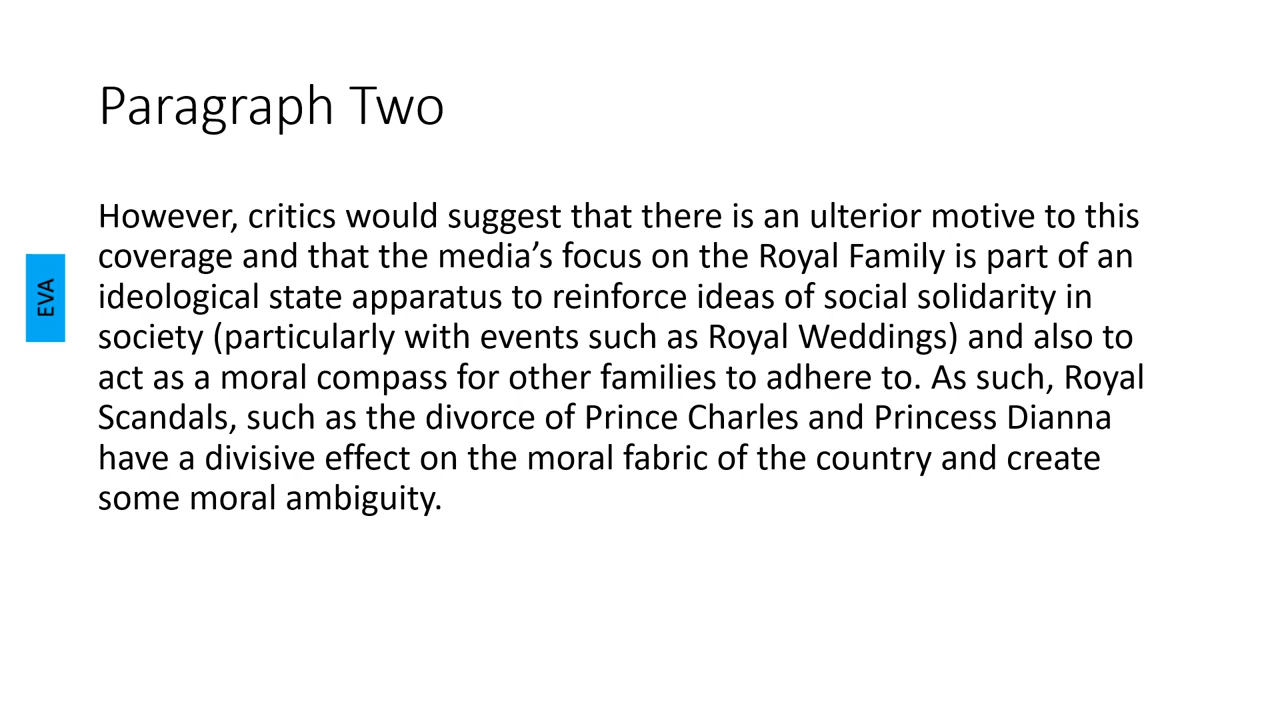 Paragraph Two
However, critics would suggest that there is an ulterior motive to this
coverage and that the media’s focus on the Royal Family is part of an
EVA
ideological state apparatus to reinforce ideas of social solidarity in
society (particularly with events such as Royal Weddings) and also to
act as a moral compass for other families to adhere to. As such, Royal
Scandals, such as the divorce of Prince Charles and Princess Dianna
have a divisive effect on the moral fabric of the country and create
some moral ambiguity.